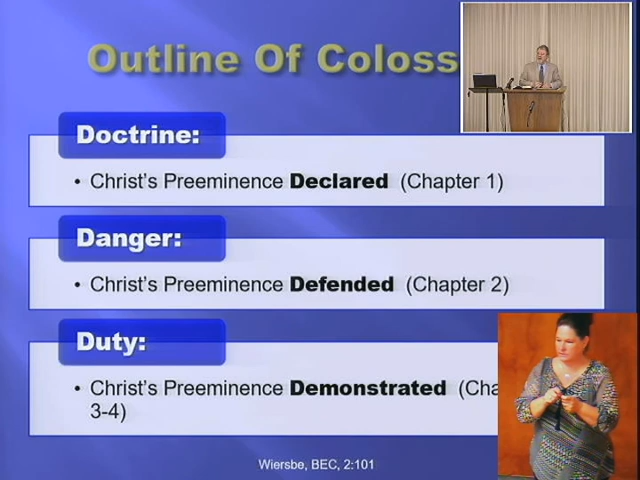 Outline Of Coloss
Doctrine:
• Christ's Preeminence Declared (Chapter 1)
Danger:
• Christ's Preeminence Defended (Chapter 2)
Duty:
• Christ's Preeminence Demonstrated (Cha
3-4)
Wiersbe, BEC, 2:101